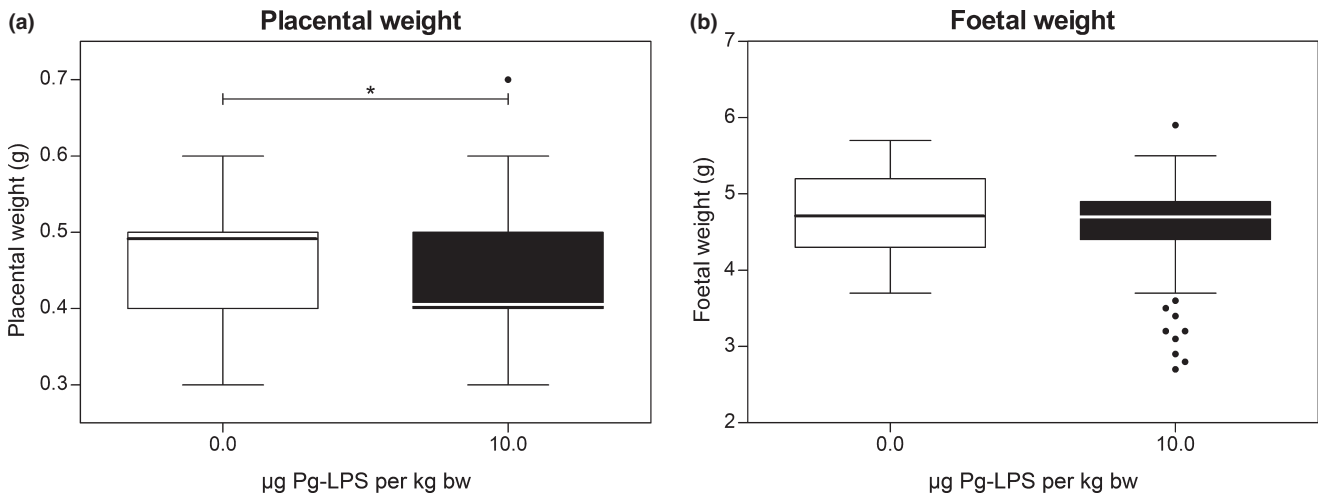 (a)
Placental weight
Placental weight (g)
0.7
0.6
0.5
0.4
0.3
*
0.0
10.0
µg Pg-LPS per kg bw
(b)
Foetal weight
Foetal weight (g)
7
6
5
4
3
2
0.0
10.0
µg Pg-LPS per kg bw